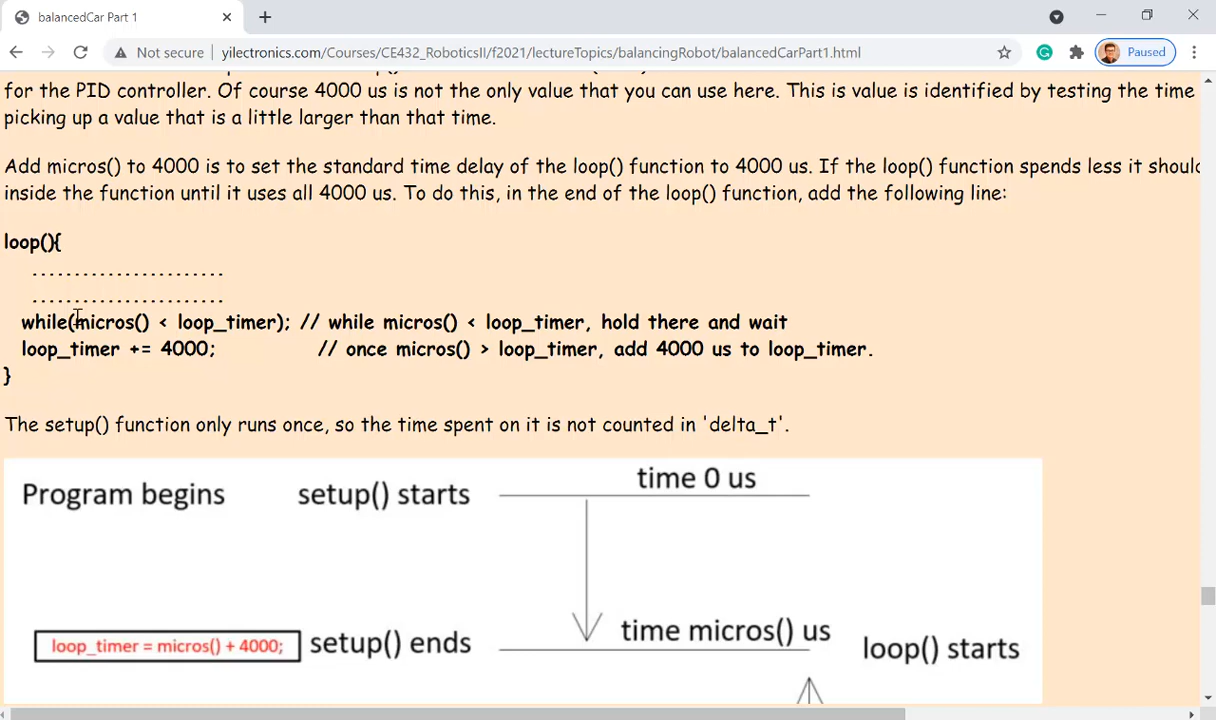 balancedCar Part 1
Not secure yilectronics.com/Courses/CE432_RoboticsII/f2021/lectureTopics/balancingRobot/balancedCarPart1.html Paused
for the PID controller. Of course 4000 us is not the only value that you can use here. This is value is identified by testing the time
picking up a value that is a little larger than that time.
Add micros() to 4000 is to set the standard time delay of the loop() function to 4000 us. If the loop() function spends less it should
inside the function until it uses all 4000 us. To do this, in the end of the loop() function, add the following line:
loop(){
.......................
.......................
while(micros() < loop_timer); // while micros() < loop_timer, hold there and wait
loop_timer += 4000; // once micros() > loop_timer, add 4000 us to loop_timer.
}
The setup() function only runs once, so the time spent on it is not counted in 'delta_t'.
time 0 us
Program begins setup() starts
time micros() us
loop_timer = micros() + 4000; setup() ends loop() starts